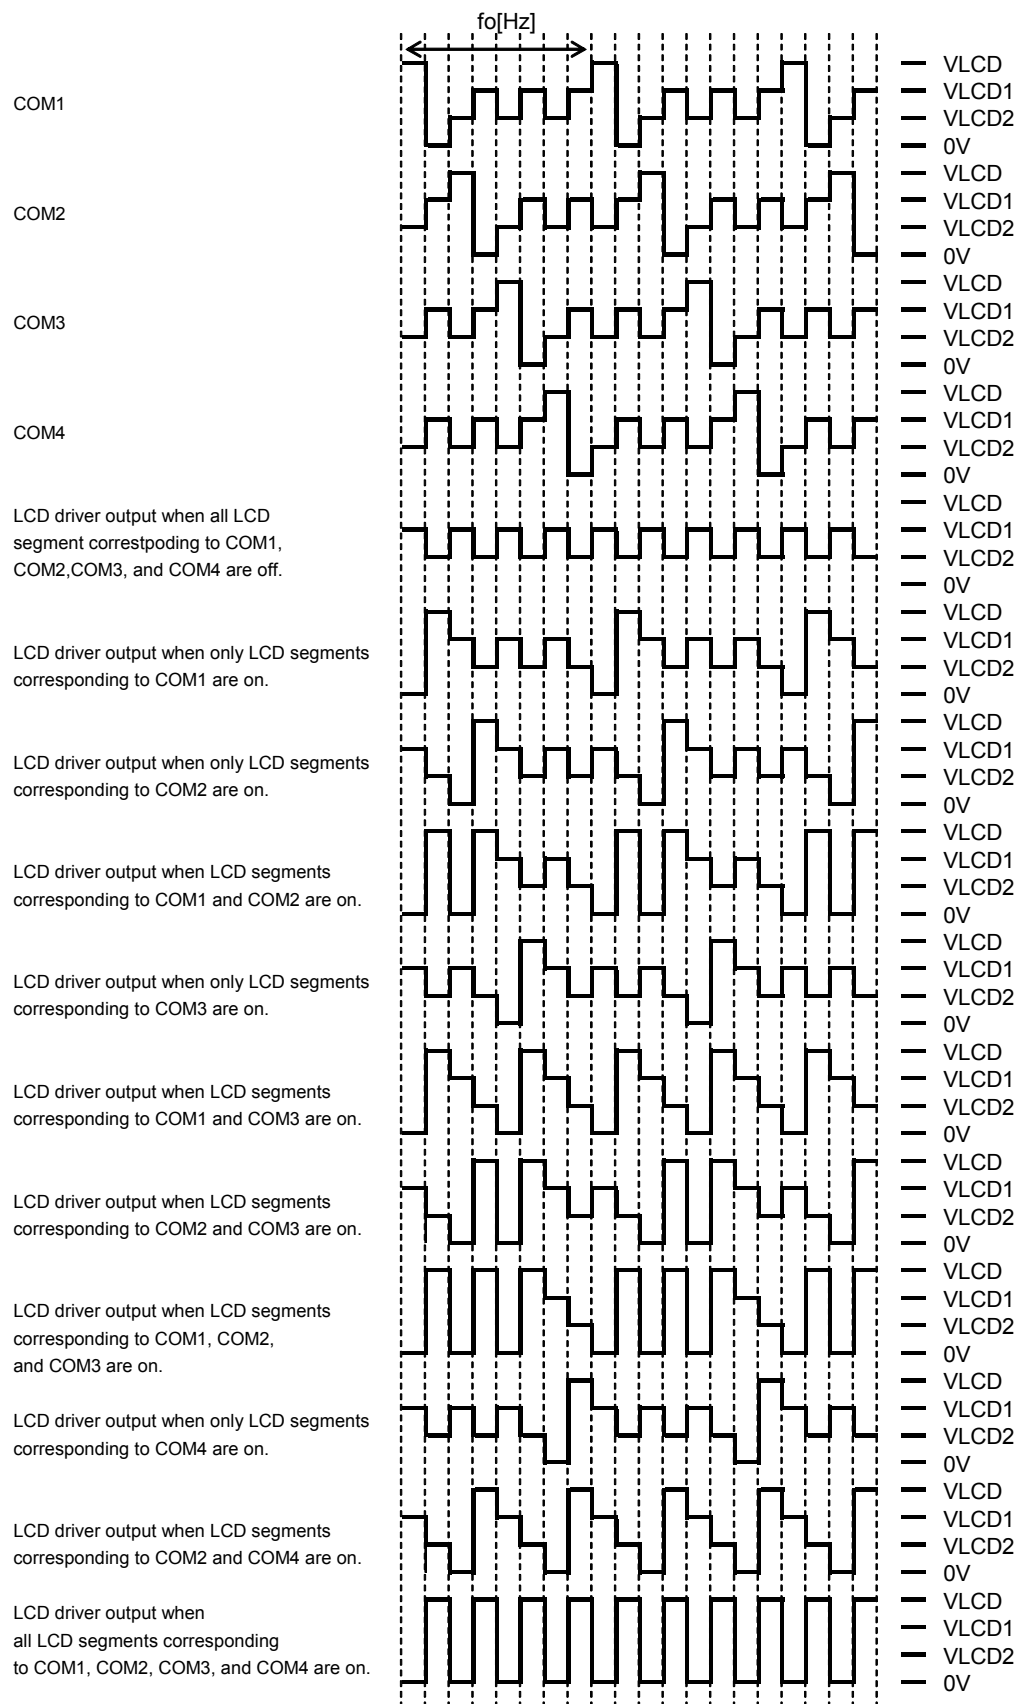 fo[Hz]
COM1
VLCD
VLCD1
VLCD2
0V
COM2
VLCD
VLCD1
VLCD2
0V
COM3
VLCD
VLCD1
VLCD2
0V
COM4
VLCD
VLCD1
VLCD2
0V
LCD driver output when all LCD
segment correstpoding to COM1,
COM2,COM3, and COM4 are off.
VLCD
VLCD1
VLCD2
0V
LCD driver output when only LCD segments
corresponding to COM1 are on.
VLCD
VLCD1
VLCD2
0V
LCD driver output when only LCD segments
corresponding to COM2 are on.
VLCD
VLCD1
VLCD2
0V
LCD driver output when LCD segments
corresponding to COM1 and COM2 are on.
VLCD
VLCD1
VLCD2
0V
LCD driver output when only LCD segments
corresponding to COM3 are on.
VLCD
VLCD1
VLCD2
0V
LCD driver output when LCD segments
corresponding to COM1 and COM3 are on.
VLCD
VLCD1
VLCD2
0V
LCD driver output when LCD segments
corresponding to COM2 and COM3 are on.
VLCD
VLCD1
VLCD2
0V
LCD driver output when LCD segments
corresponding to COM1, COM2,
and COM3 are on.
VLCD
VLCD1
VLCD2
0V
LCD driver output when only LCD segments
corresponding to COM4 are on.
VLCD
VLCD1
VLCD2
0V
LCD driver output when LCD segments
corresponding to COM2 and COM4 are on.
VLCD
VLCD1
VLCD2
0V
LCD driver output when
all LCD segments corresponding
to COM1, COM2, COM3, and COM4 are on.
VLCD
VLCD1
VLCD2
0V